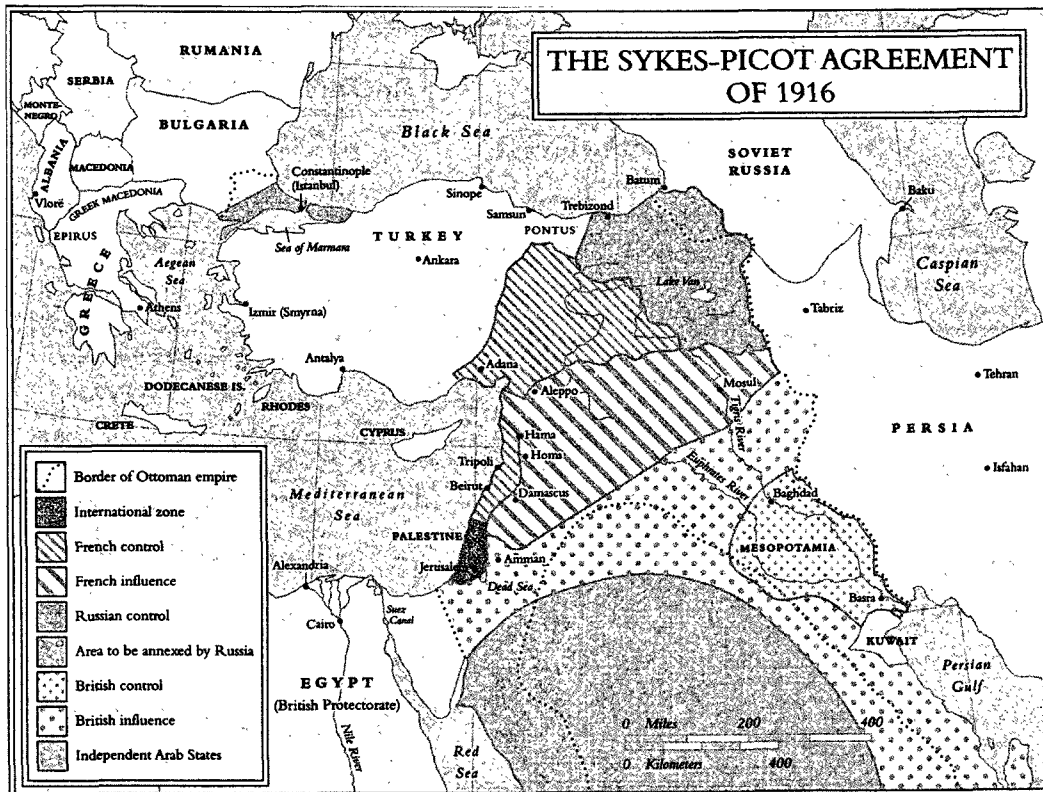 THE SYKES-PICOT AGREEMENT
OF 1916
RUMANIA
SERBIA
MONTE-
NEGRO
BULGARIA
Black Sea
SOVIET
RUSSIA
ALBANIA
MACEDONIA
Constantinople
(Istanbul)
Sinope
Batum
Baku
Vlorë
GREEK MACEDONIA
Samsun
Trebizond
EPIRUS
Sea of Marmara
TURKEY
PONTUS
Aegean
Sea
Ankara
Lake Van
Caspian
Sea
GREECE
Athens
Izmir (Smyrna)
Tabriz
Antalya
Adana
Mosul
Tehran
DODECANESE IS.
Aleppo
RHODES
Tigris River
CRETE
CYPRUS
Hama
PERSIA
Homs
Tripoli
Euphrates River
Isfahan
Beirut
Damascus
Baghdad
Mediterranean
Sea
PALESTINE
MESOPOTAMIA
Amman
Alexandria
Jerusalem
Dead Sea
Basra
Suez
Canal
Cairo
KUWAIT
Persian
Gulf
EGYPT
(British Protectorate)
Nile River
Red
Sea
0 Miles 200 400
0 Kilometers 400
Border of Ottoman empire
International zone
French control
French influence
Russian control
Area to be annexed by Russia
British control
British influence
Independent Arab States